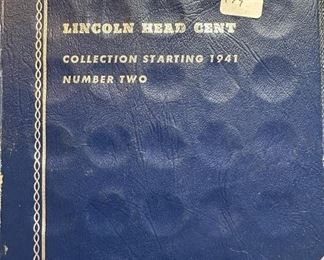 LINCOLN HEAD CENT
COLLECTION STARTING 1941
NUMBER TWO